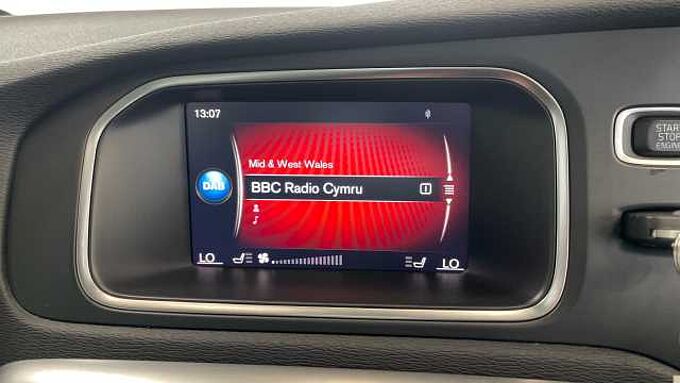 13:07
Mid & West Wales
DAB
BBC Radio Cymru
LO
LO
START
STOP
ENGINE